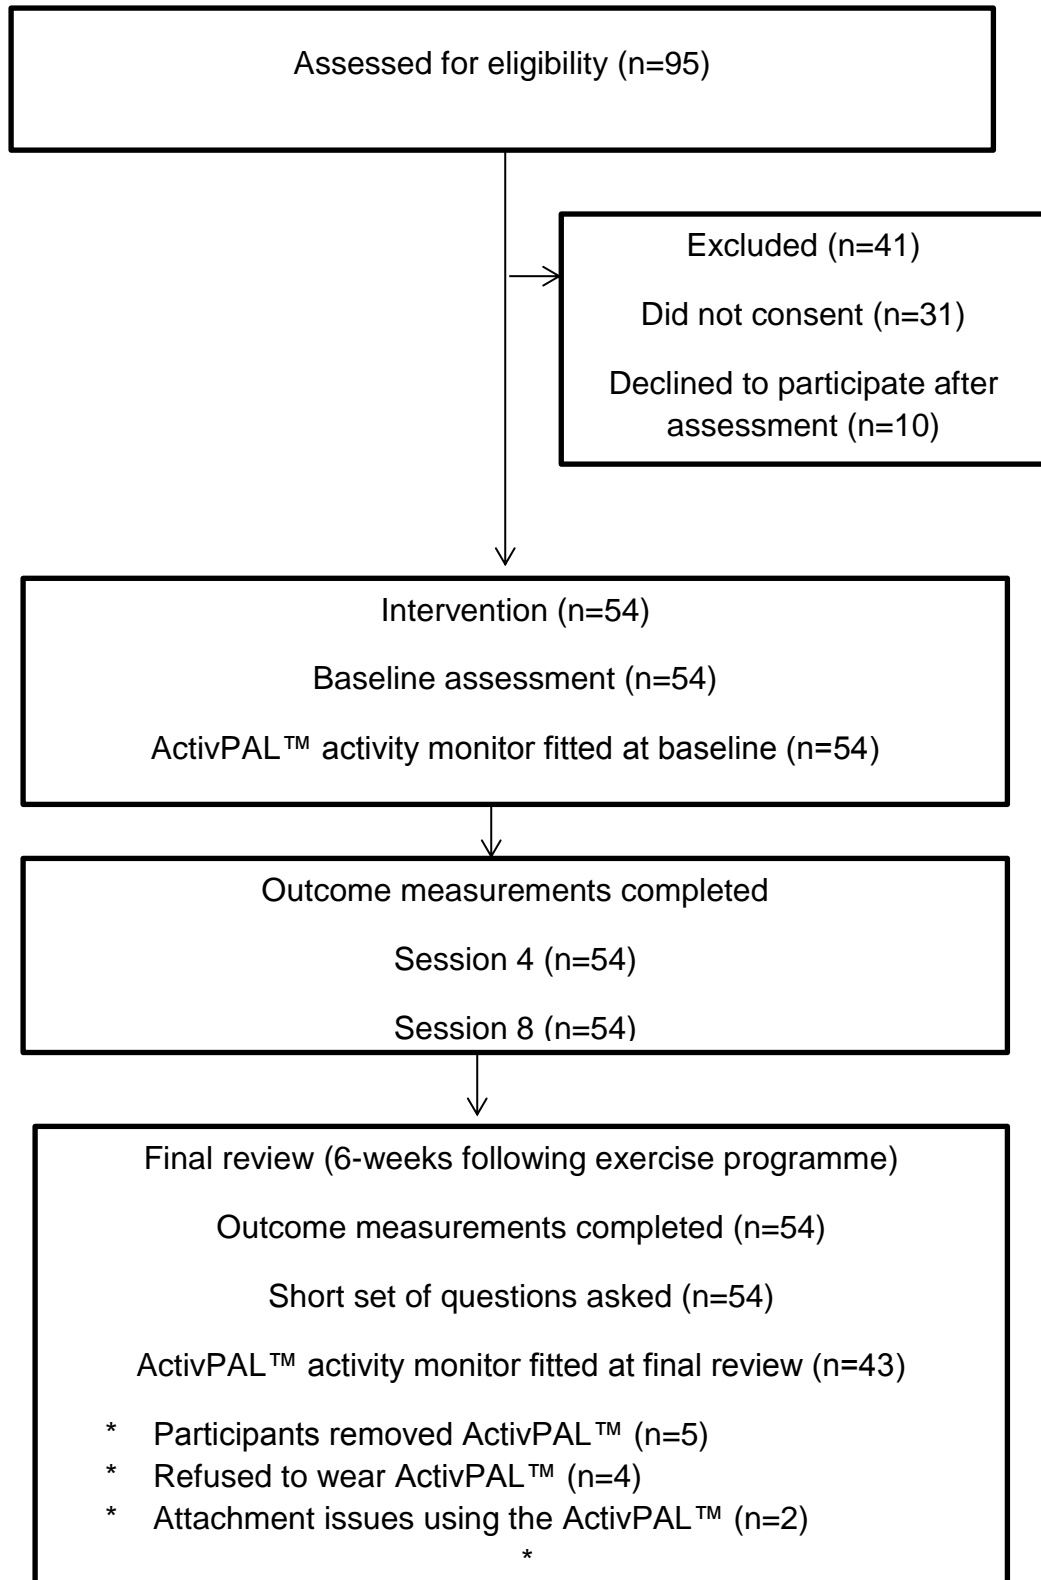 Assessed for eligibility (n=95)
Excluded (n=41)
Did not consent (n=31)
Declined to participate after
assessment (n=10)
Intervention (n=54)
Baseline assessment (n=54)
ActivPAL™ activity monitor fitted at baseline (n=54)
Outcome measurements completed
Session 4 (n=54)
Session 8 (n=54)
Final review (6-weeks following exercise programme)
Outcome measurements completed (n=54)
Short set of questions asked (n=54)
ActivPAL™ activity monitor fitted at final review (n=43)
* Participants removed ActivPAL™ (n=5)
* Refused to wear ActivPAL™ (n=4)
* Attachment issues using the ActivPAL™ (n=2)
*